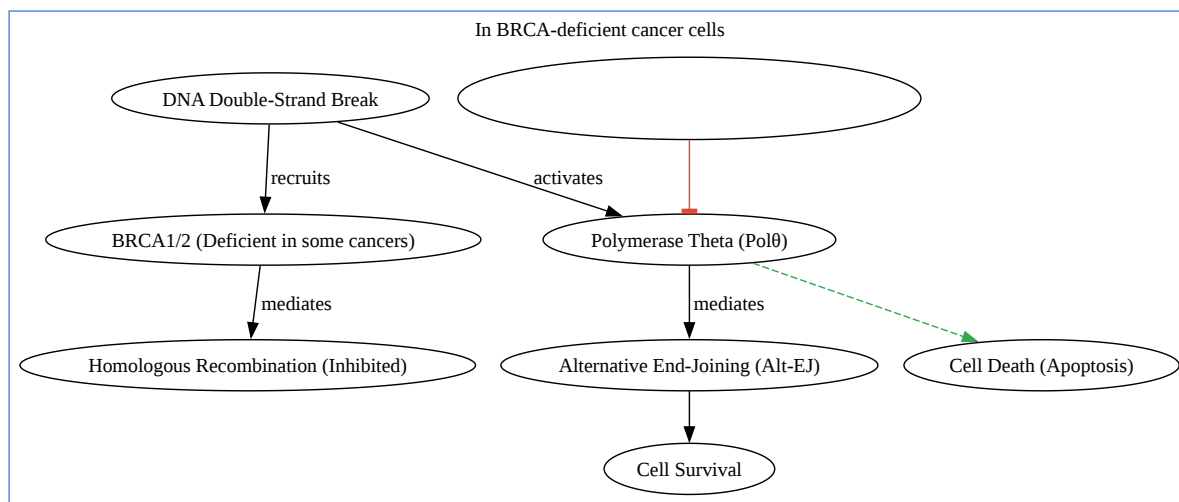 In BRCA-deficient cancer cells
DNA Double-Strand Break
recruits
activates
BRCA1/2 (Deficient in some cancers)
Polymerase Theta (Polθ)
mediates
mediates
Homologous Recombination (Inhibited)
Alternative End-Joining (Alt-EJ)
Cell Death (Apoptosis)
Cell Survival